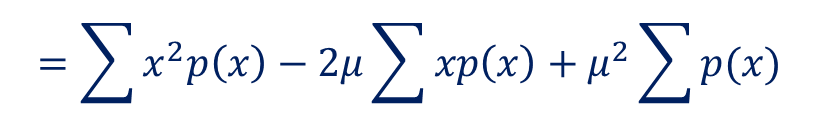 = ∑ x²p(x) − 2μ ∑ xp(x) + μ² ∑ p(x)